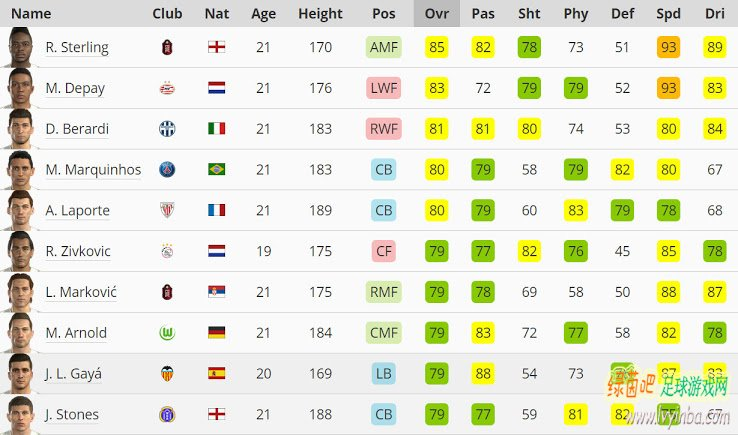 Name Club Nat Age Height Pos Ovr Pas Sht Phy Def Spd Dri
R. Sterling 21 170 AMF 85 82 78 73 51 93 89
M. Depay 21 176 LWF 83 72 79 79 52 93 83
D. Berardi 21 183 RWF 81 81 80 74 53 80 84
M. Marquinhos 21 183 CB 80 79 58 79 82 80 67
A. Laporte 21 189 CB 80 79 60 83 79 78 68
R. Zivkovic 19 175 CF 79 77 82 76 45 85 78
L. Marković 21 175 RMF 79 78 69 58 50 88 87
M. Arnold 21 184 CMF 79 83 72 77 58 82 78
J. L. Gayá 20 169 LB 79 88 54 73 87 83
绿茵吧 足球游戏网
J. Stones 21 188 CB 79 77 59 81 82 67
www.vyinba.com